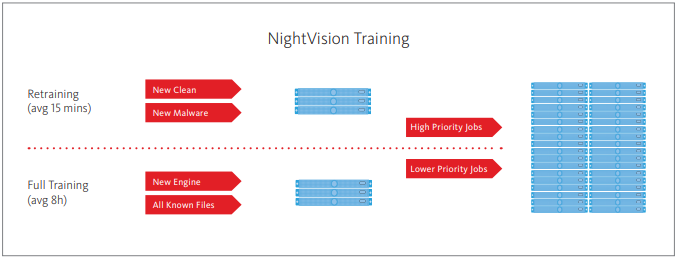 NightVision Training
Retraining
(avg 15 mins)
New Clean
New Malware
High Priority Jobs
Lower Priority Jobs
Full Training
(avg 8h)
New Engine
All Known Files